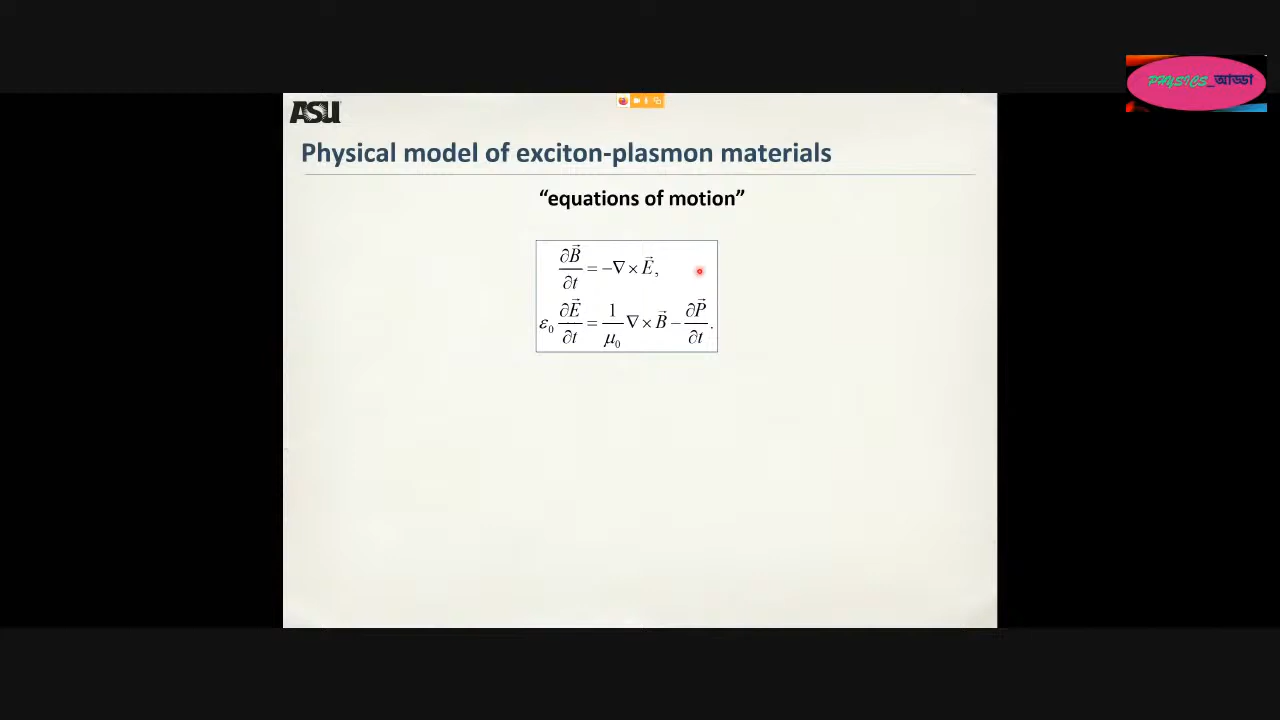 PHYSICS_আড্ডা
ASU
Physical model of exciton-plasmon materials
“equations of motion”
∂B⃗/∂t = −∇ × E⃗,
ε₀ ∂E⃗/∂t = 1/μ₀ ∇ × B⃗ − ∂P⃗/∂t.